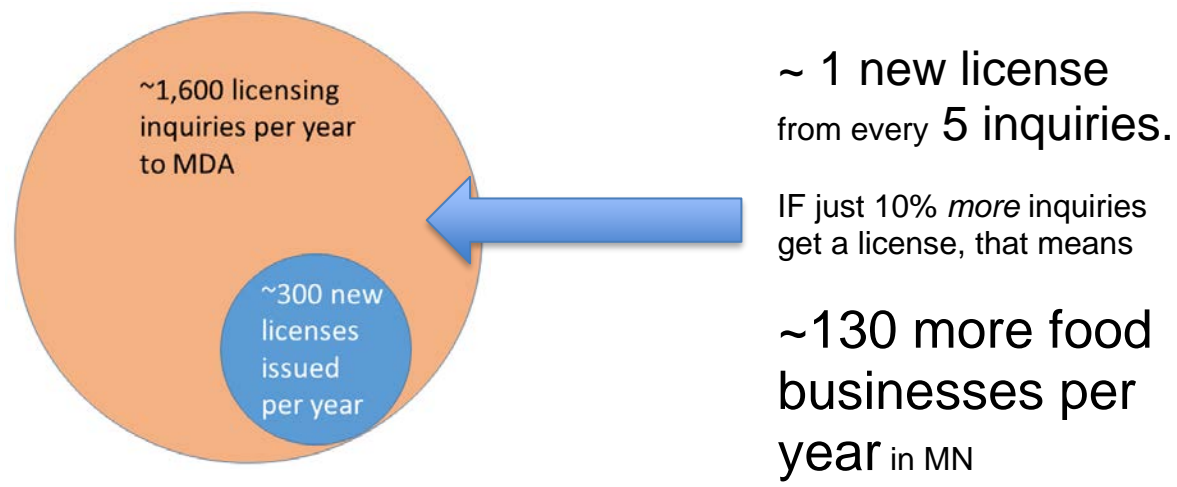 ~1,600 licensing
inquiries per year
to MDA
~300 new
licenses
issued
per year
~ 1 new license
from every 5 inquiries.
IF just 10% more inquiries
get a license, that means
~130 more food
businesses per
year in MN